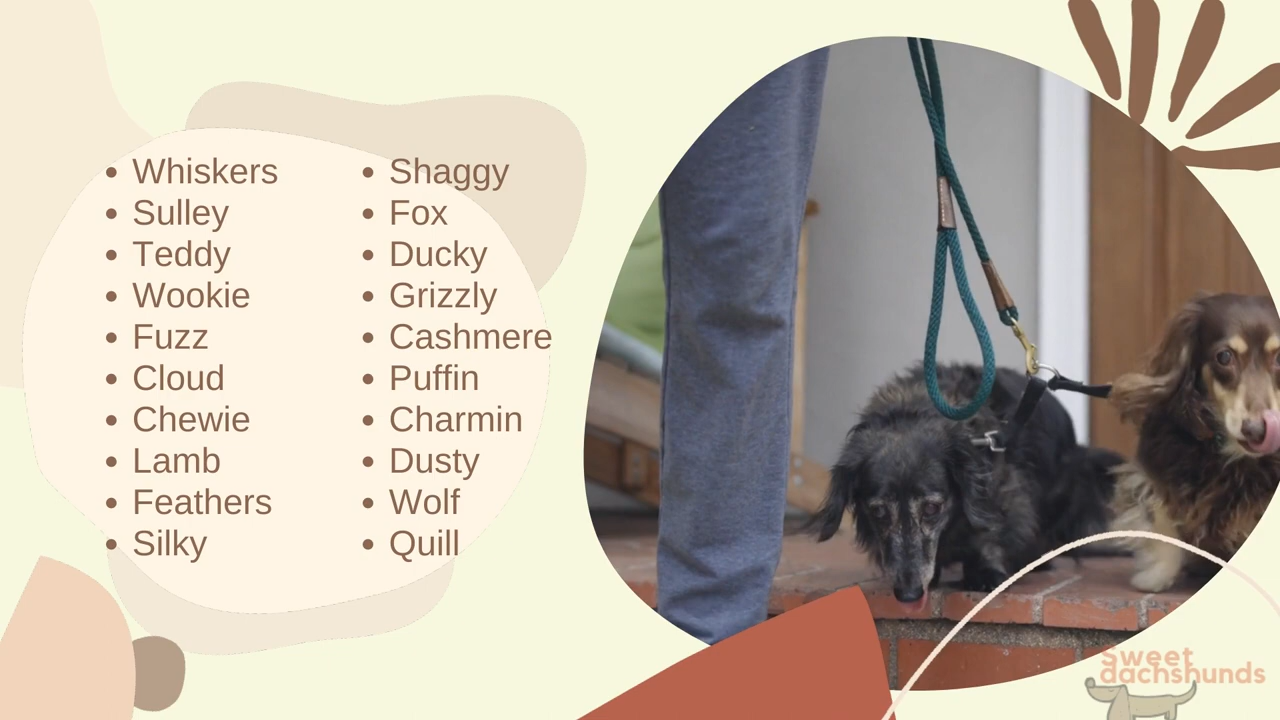 • Whiskers
• Sulley
• Teddy
• Wookie
• Fuzz
• Cloud
• Chewie
• Lamb
• Feathers
• Silky
• Shaggy
• Fox
• Ducky
• Grizzly
• Cashmere
• Puffin
• Charmin
• Dusty
• Wolf
• Quill
Sweet
dachshunds